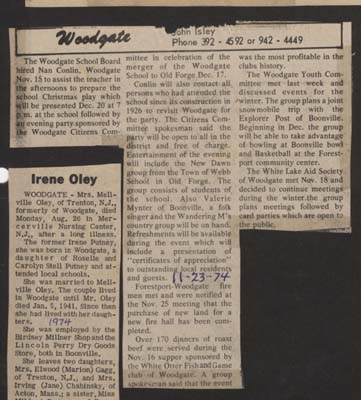 Woodgate
John Isley
Phone 392 - 4592 or 942 - 4449
The Woodgate School Board
hired Nan Conlin, Woodgate
Nov. 15 to assist the teacher in
the afternoons to prepare the
school Christmas play which
will be presented Dec. 20 at 7
p.m. at the school followed by
an evening party sponsored by
the Woodgate Citizens Com-
mittee in celebration of the
merger of the Woodgate
School to Old Forge Dec. 17.
Conlin will also contact all
persons who had attended the
school since its construction in
1926 to revisit Woodgate for
the party. The Citizens Com-
mittee spokesman said the
party will be open to all in the
district and free of charge.
Entertainment of the evening
will include the New Dawn
group from the Town of Webb
School in Old Forge. The
group consists of students of
the school. Also Valerie
Mynter of Boonville, a folk
singer and the Wandering M's
country group will be on hand.
Refreshments will be available
during the event which will
include a presentation of
"certificates of appreciation"
to outstanding local residents
and guests. 11-23-74
Forestport-Woodgate fire
men met and were notified at
the Nov. 25 meeting that the
purchase of new land for a
new fire hall has been com-
pleted.
Over 170 dinners of roast
beef were served during the
Nov. 16 supper sponsored by
the White Otter Fish and Game
club of Woodgate. A group
spokesman said that the event
was the most profitable in the
clubs history.
The Woodgate Youth Com-
mittee met last week and
discussed events for the
winter. The group plans a joint
snowmobile trip with the
Explorer Post of Boonville.
Beginning in Dec. the group
will be able to take advantage
of bowling at Boonville bowl
and Basketball at the Forest-
port community center.
The White Lake Aid Society
of Woodgate met Nov. 18 and
decided to continue meetings
during the winter. the group
plans meetings followed by
card parties which are open to
the public.
Irene Oley
WOODGATE - Mrs. Mell-
ville Oley, of Trenton, N.J.,
formerly of Woodgate, died
Monday, Aug. 20 in Mer-
cerville Nursing Center,
N.J., after a long illness.
The former Irene Putney,
she was born in Woodgate, a
daughter of Roselle and
Carolyn Stell Putney and at-
tended local schools.
She was married to Mell-
ville Oley. The couple lived
in Woodgate until Mr. Oley
died Jan. 5, 1941. Since then
she had lived with her daugh-
ters. 1974
She was employed by the
Birdsey Millner Shop and the
Lincoln Perry Dry Goods
Store, both in Boonville.
She leaves two daughters,
Mrs. Elwood (Marion) Gagg,
of Trenton, N.J., and Mrs.
Irving (Jane) Chahinsky, of
Acton, Mass.; a sister, Miss